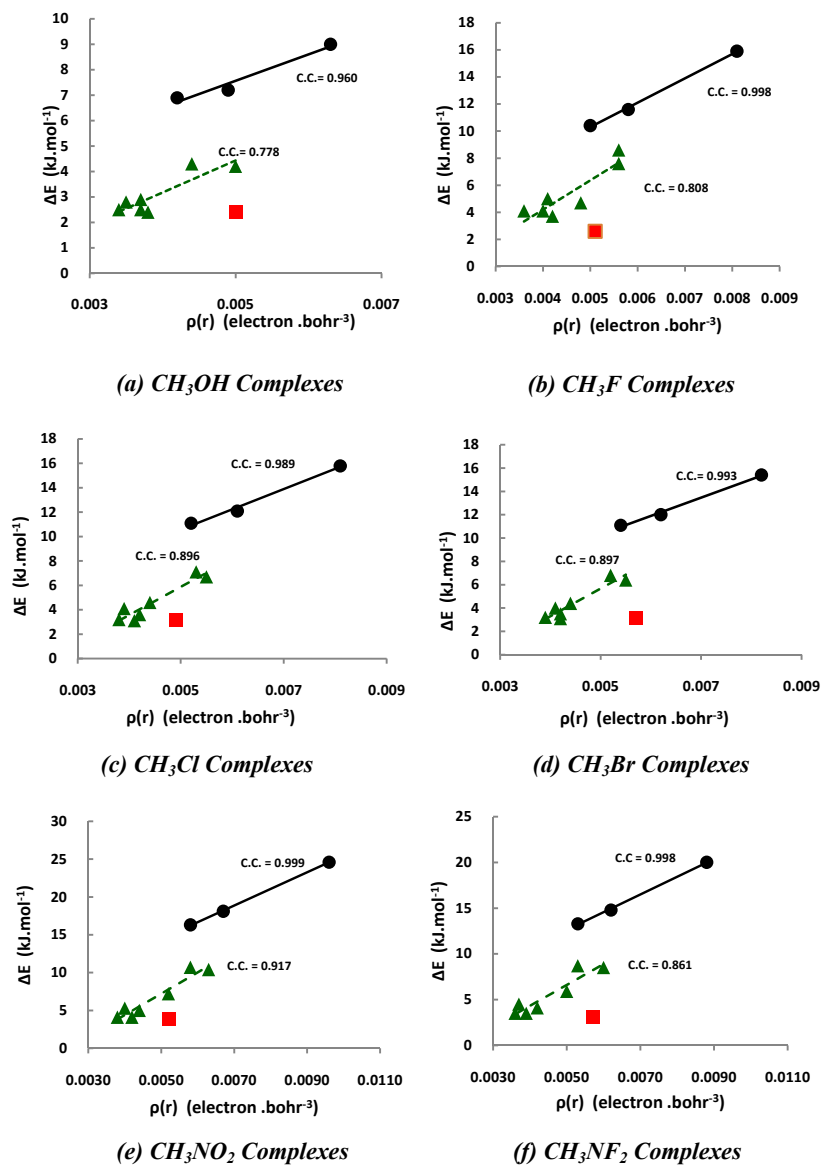 10
9
8
7
6
5
4
3
2
1
0
ΔE (kJ.mol⁻¹)
C.C. = 0.960
C.C.= 0.778
0.003 0.005 0.007
ρ(r) (electron .bohr⁻³)
(a) CH₃OH Complexes
18
16
14
12
10
8
6
4
2
0
ΔE (kJ.mol⁻¹)
C.C. = 0.998
C.C. = 0.808
0.003 0.004 0.005 0.006 0.007 0.008 0.009
ρ(r) (electron .bohr⁻³)
(b) CH₃F Complexes
18
16
14
12
10
8
6
4
2
0
ΔE (kJ.mol⁻¹)
C.C. = 0.989
C.C. = 0.896
0.003 0.005 0.007 0.009
ρ(r) (electron .bohr⁻³)
(c) CH₃Cl Complexes
18
16
14
12
10
8
6
4
2
0
ΔE (kJ.mol⁻¹)
C.C. = 0.993
C.C. = 0.897
0.003 0.005 0.007 0.009
ρ(r) (electron .bohr⁻³)
(d) CH₃Br Complexes
30
25
20
15
10
5
0
ΔE (kJ.mol⁻¹)
C.C. = 0.999
C.C. = 0.917
0.0030 0.0050 0.0070 0.0090 0.0110
ρ(r) (electron .bohr⁻³)
(e) CH₃NO₂ Complexes
25
20
15
10
5
0
ΔE (kJ.mol⁻¹)
C.C = 0.998
C.C. = 0.861
0.0030 0.0050 0.0070 0.0090 0.0110
ρ(r) (electron .bohr⁻³)
(f) CH₃NF₂ Complexes